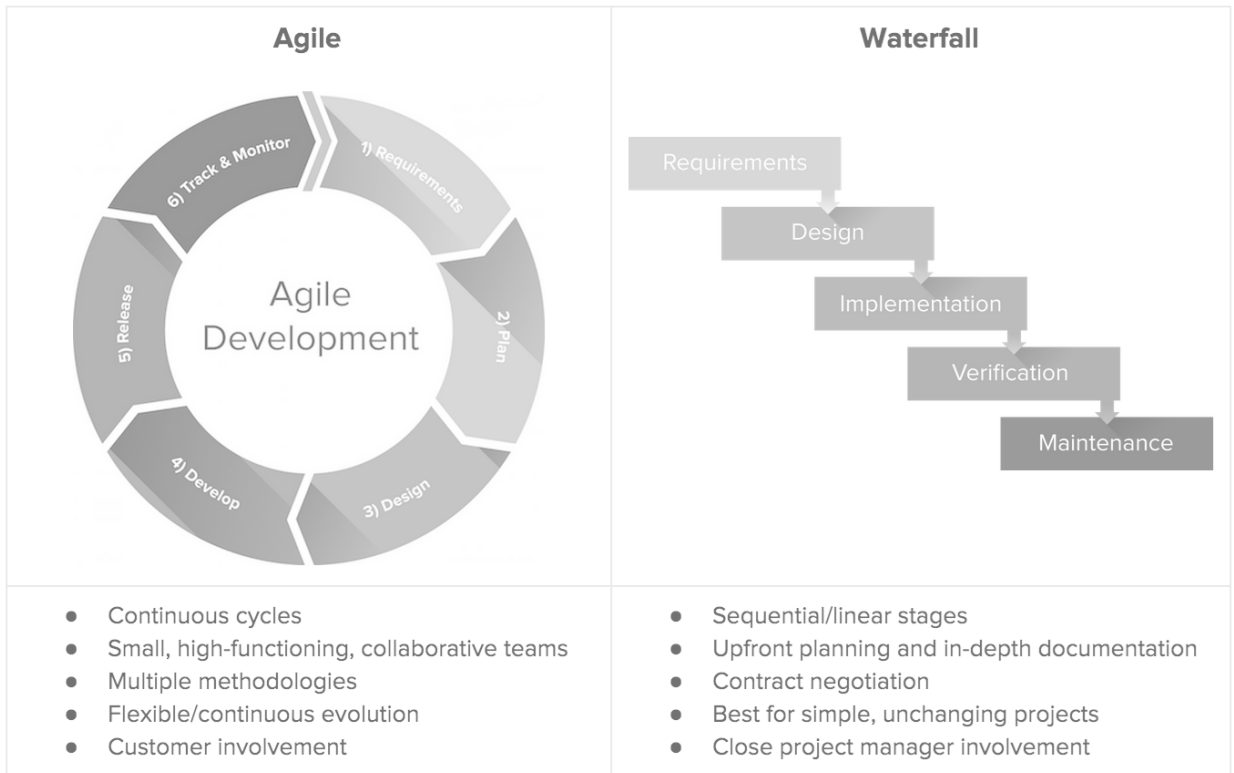 Agile
1) Requirements
2) Plan
3) Design
4) Develop
5) Release
6) Track & Monitor
Agile
Development
● Continuous cycles
● Small, high-functioning, collaborative teams
● Multiple methodologies
● Flexible/continuous evolution
● Customer involvement
Waterfall
Requirements
Design
Implementation
Verification
Maintenance
● Sequential/linear stages
● Upfront planning and in-depth documentation
● Contract negotiation
● Best for simple, unchanging projects
● Close project manager involvement